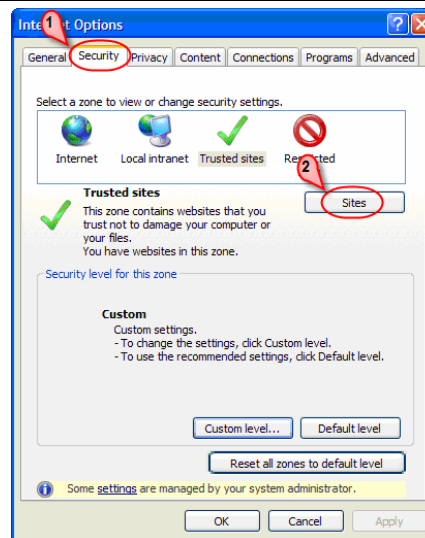 1
Internet Options
General Security Privacy Content Connections Programs Advanced
Select a zone to view or change security settings.
Internet Local intranet Trusted sites
2
Trusted sites
Sites
This zone contains websites that you
trust not to damage your computer or
your files.
You have websites in this zone.
Security level for this zone
Custom
Custom settings.
- To change the settings, click Custom level.
- To use the recommended settings, click Default level.
Custom level... Default level
Reset all zones to default level
Some settings are managed by your system administrator.
OK Cancel Apply